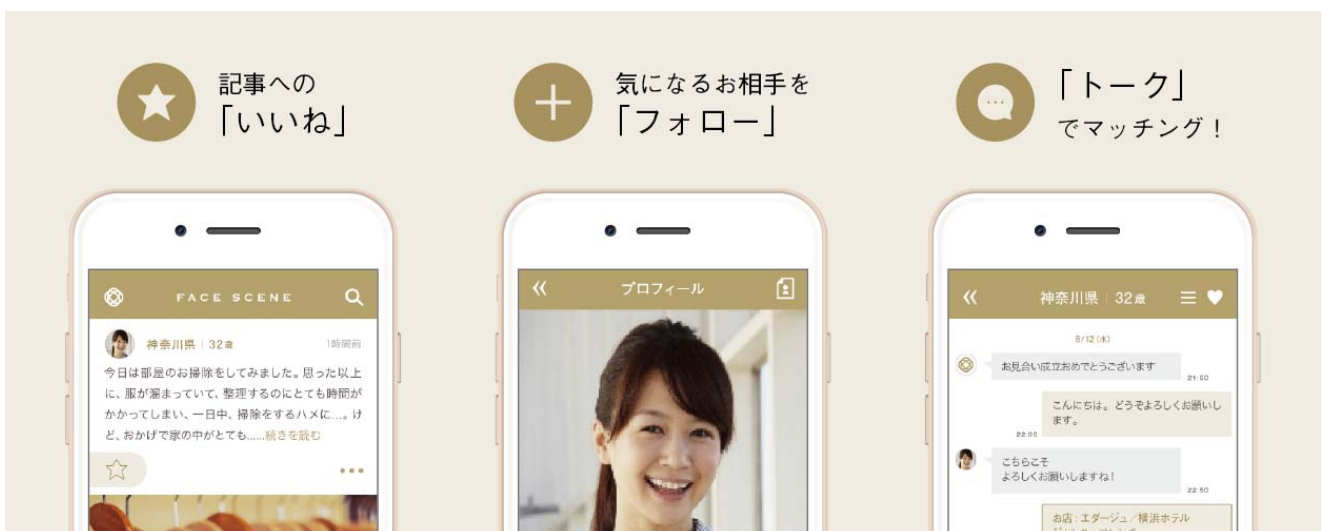 記事への
「いいね」
気になるお相手を
「フォロー」
「トーク」
でマッチング！
FACE SCENE
神奈川県｜32歳
1時間前
今日は部屋のお掃除をしてみました。思った以上
に、服が溜まっていて、整理するのにとても時間が
かかってしまい、一日中、掃除をするハメに…。け
ど、おかげで家の中がとても......続きを読む
プロフィール
神奈川県｜32歳
8/12(水)
お見合い成立おめでとうございます
21:50
こんにちは。どうぞよろしくお願いし
ます。
22:00
こちらこそ
よろしくお願いしますね！
22:50
お店：エダージュ／横浜ホテル